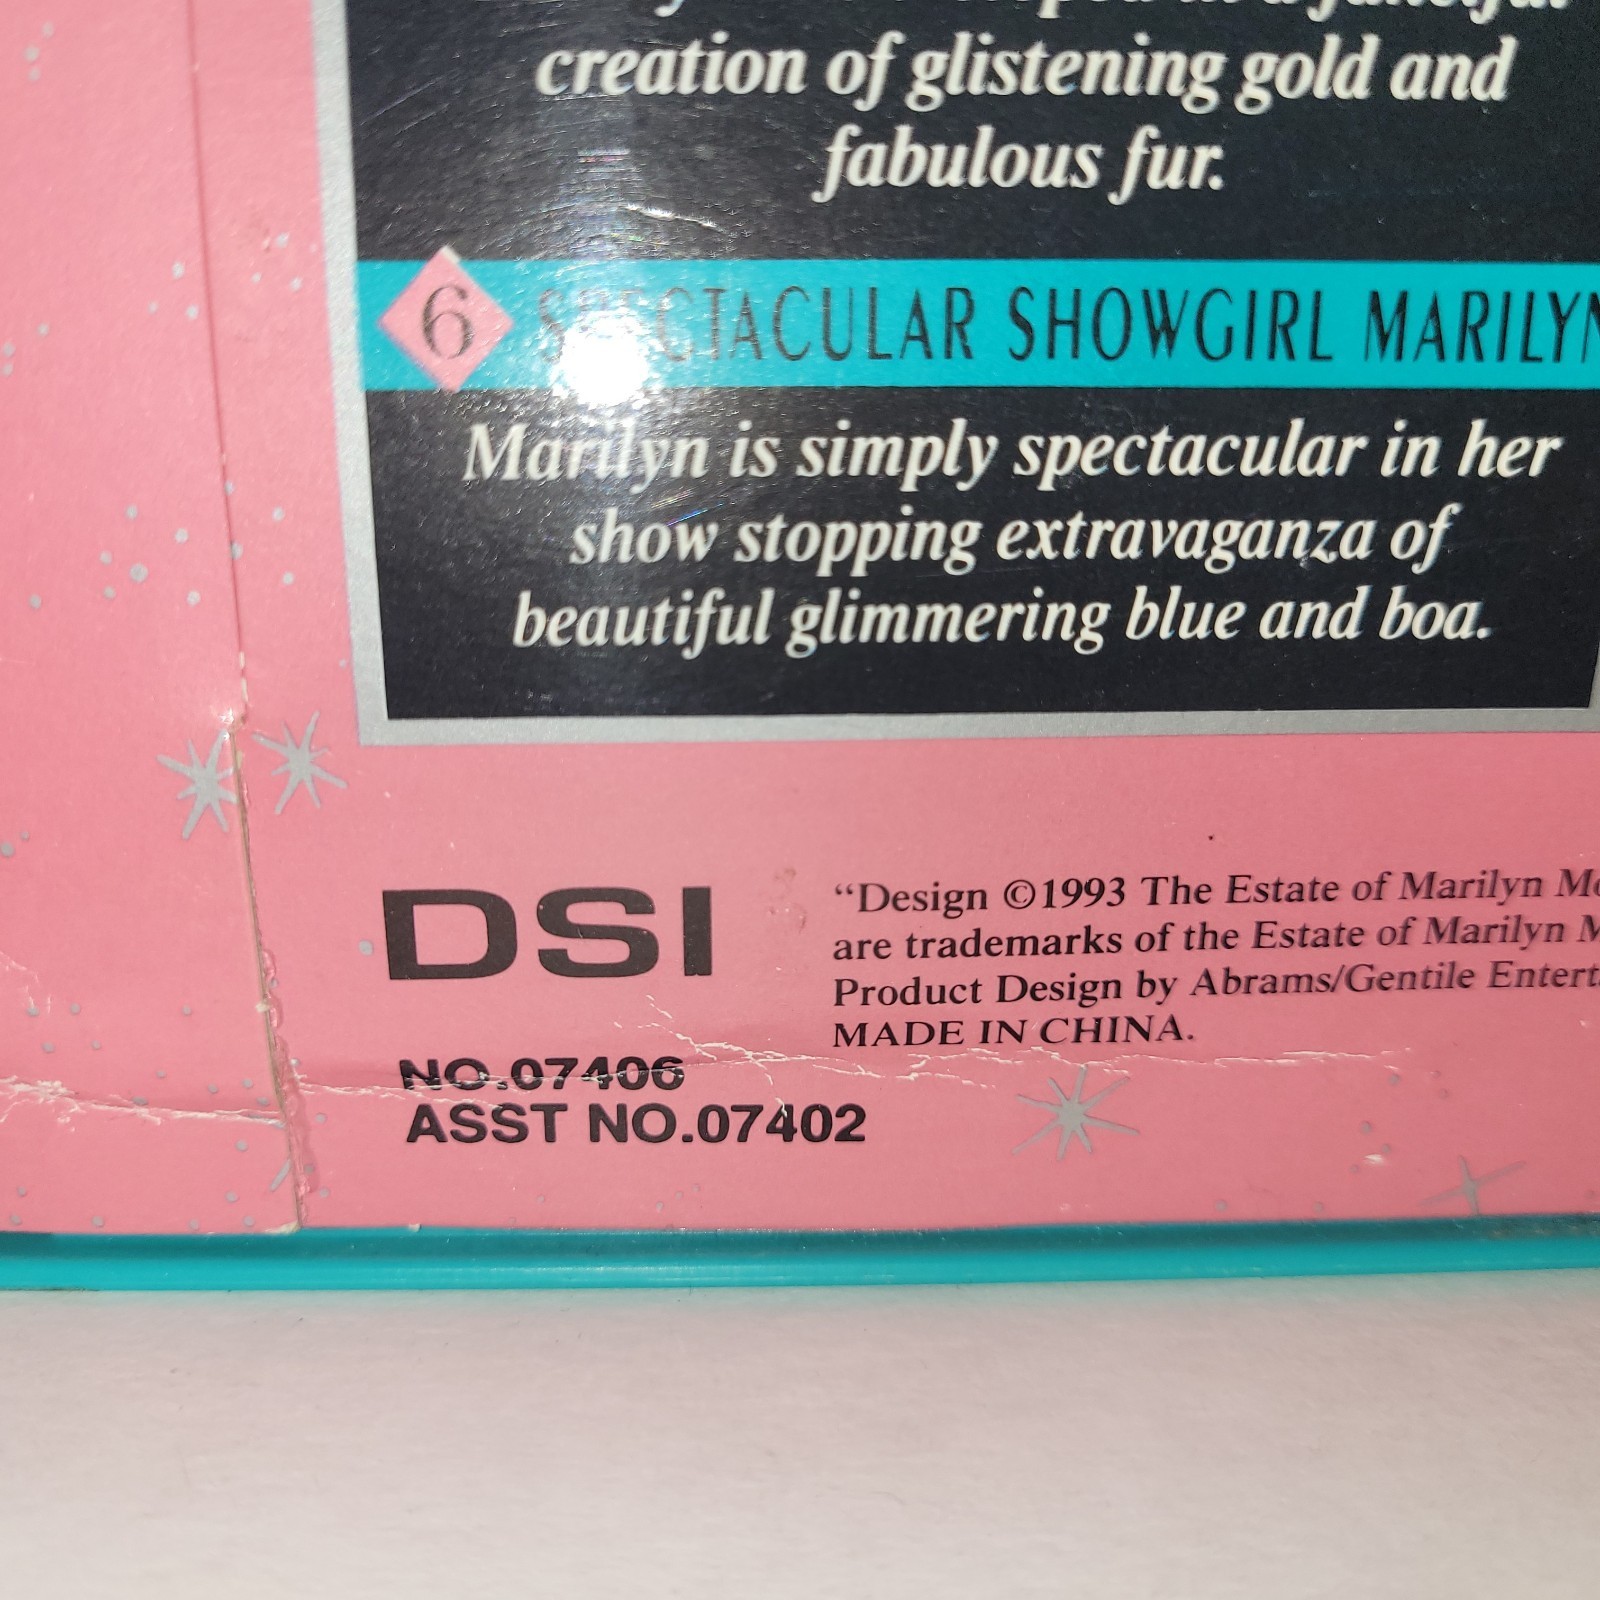 creation of glistening gold and
fabulous fur.
6 SPECTACULAR SHOWGIRL MARILYN
Marilyn is simply spectacular in her
show stopping extravaganza of
beautiful glimmering blue and boa.
DSI
"Design ©1993 The Estate of Marilyn
are trademarks of the Estate of Marilyn
Product Design by Abrams/Gentile
MADE IN CHINA.
NO.07406
ASST NO.07402